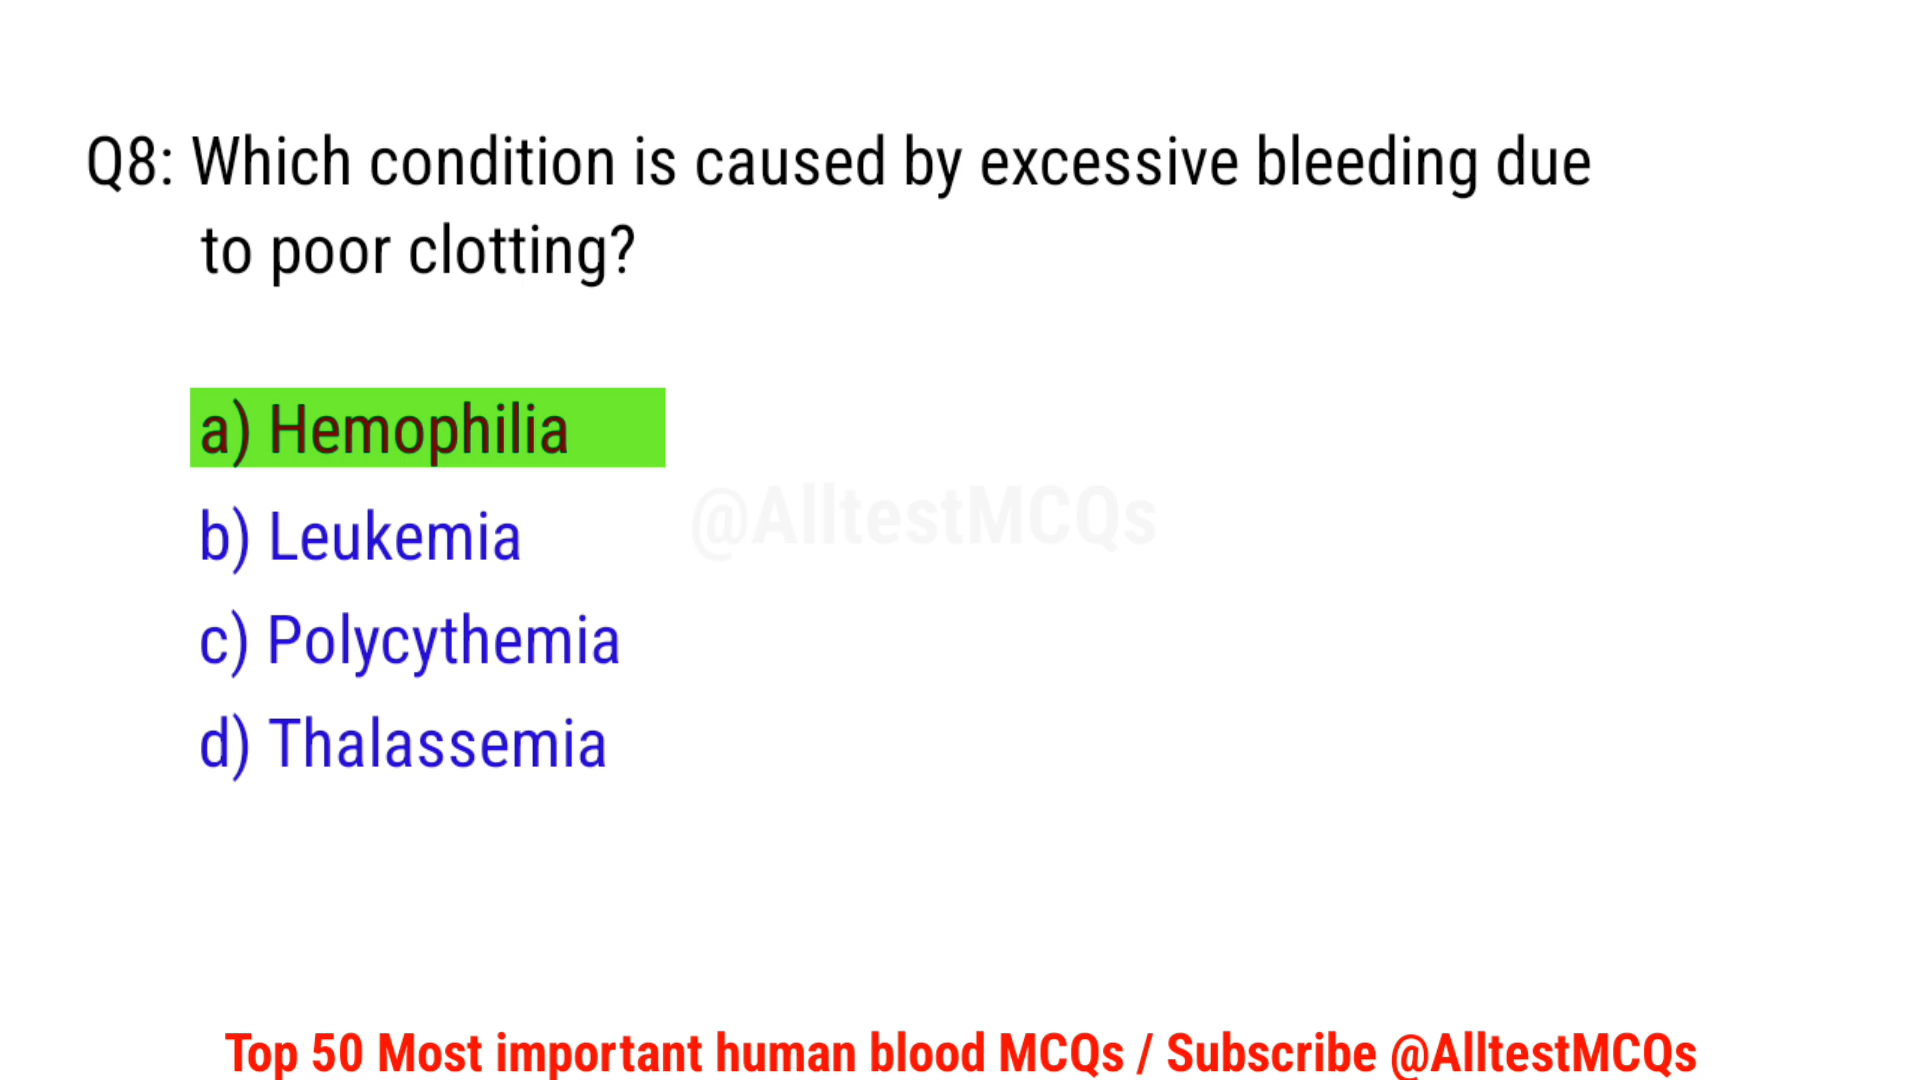 Q8: Which condition is caused by excessive bleeding due
to poor clotting?
a) Hemophilia
@AlltestMCQs
b) Leukemia
c) Polycythemia
d) Thalassemia
Top 50 Most important human blood MCQs / Subscribe @AlltestMCQs